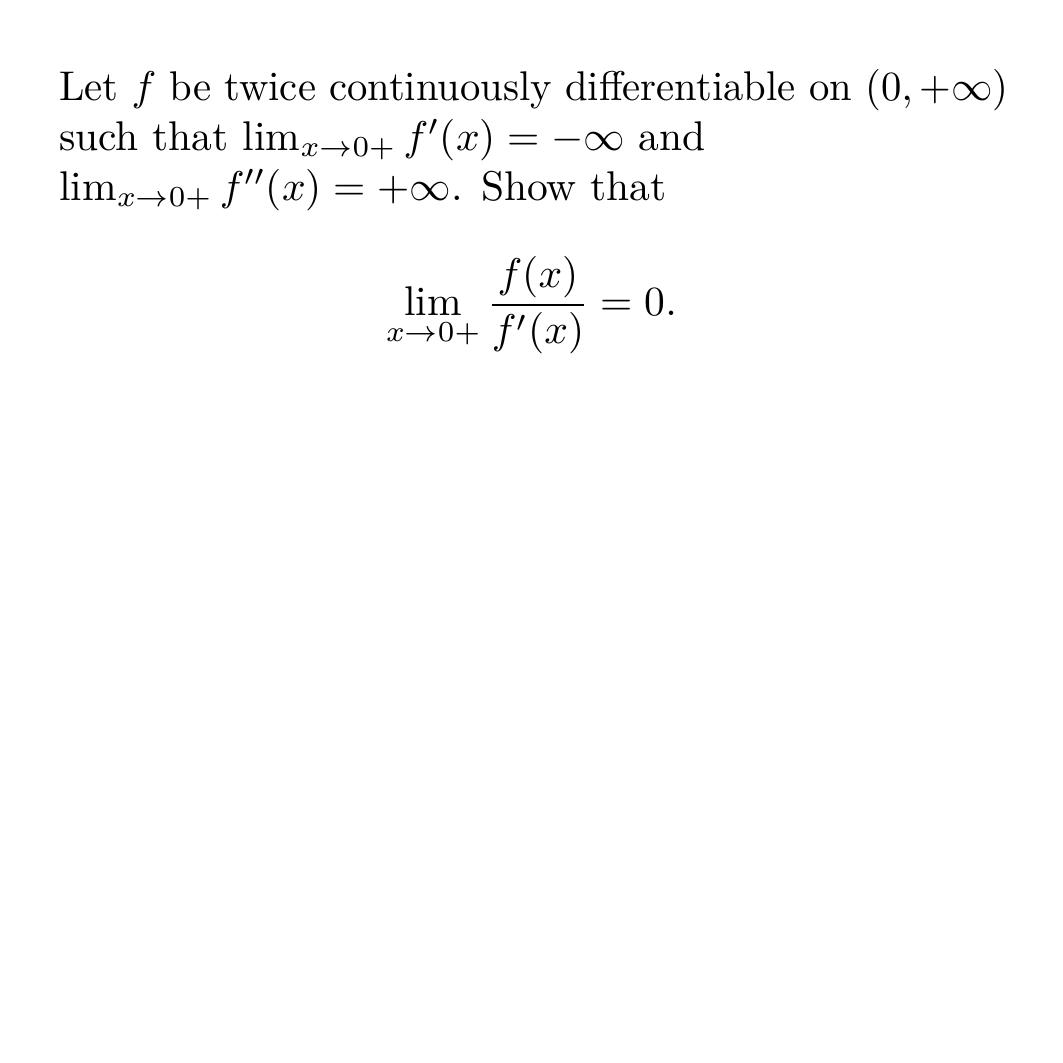 Let $f$ be twice continuously differentiable on $(0, +\infty)$
such that $\lim_{x \to 0+} f'(x) = -\infty$ and
$\lim_{x \to 0+} f''(x) = +\infty$. Show that
$$\lim_{x \to 0+} \frac{f(x)}{f'(x)} = 0.$$